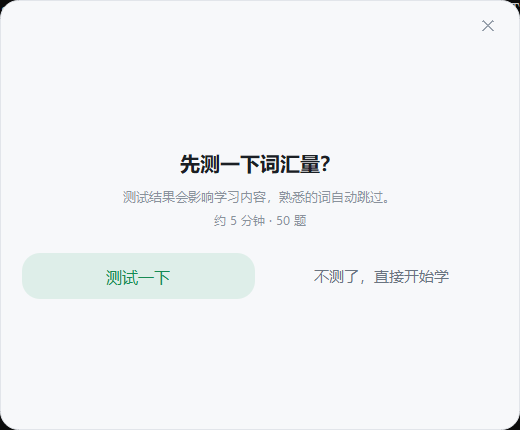 先测一下词汇量？
测试结果会影响学习内容，熟悉的词自动跳过。
约 5 分钟 · 50 题
测试一下
不测了，直接开始学